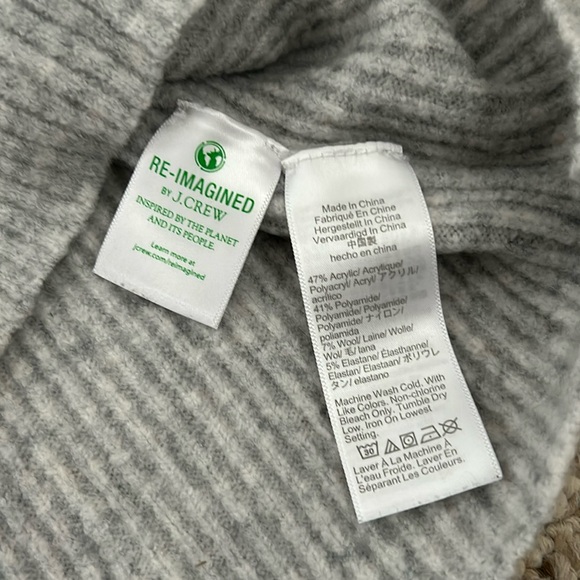 RE-IMAGINED
BY J.CREW
INSPIRED BY THE PLANET
AND ITS PEOPLE.
Learn more at
jcrew.com/reimagined
Made In China
Fabriqué En Chine
Hergestellt In China
Vervaardigd In China
中国製
hecho en china
47% Acrylic/ Acrylique/
Polyacryl/ Acryl/ アクリル/
acrílico
41% Polyamide/
Polyamide/ Polyamide/
Polyamide/ ナイロン/
poliamida
7% Wool/ Laine/ Wolle/
Wol/ 毛/ lana
5% Elastane/ Élasthanne/
Elastan/ Elastaan/ ポリウレ
タン/ elastano
Machine Wash Cold. With
Like Colors. Non-chlorine
Bleach Only. Tumble Dry
Low. Iron On Lowest
Setting.
30
Laver À La Machine À
L'eau Froide. Laver En
Séparant Les Couleurs.